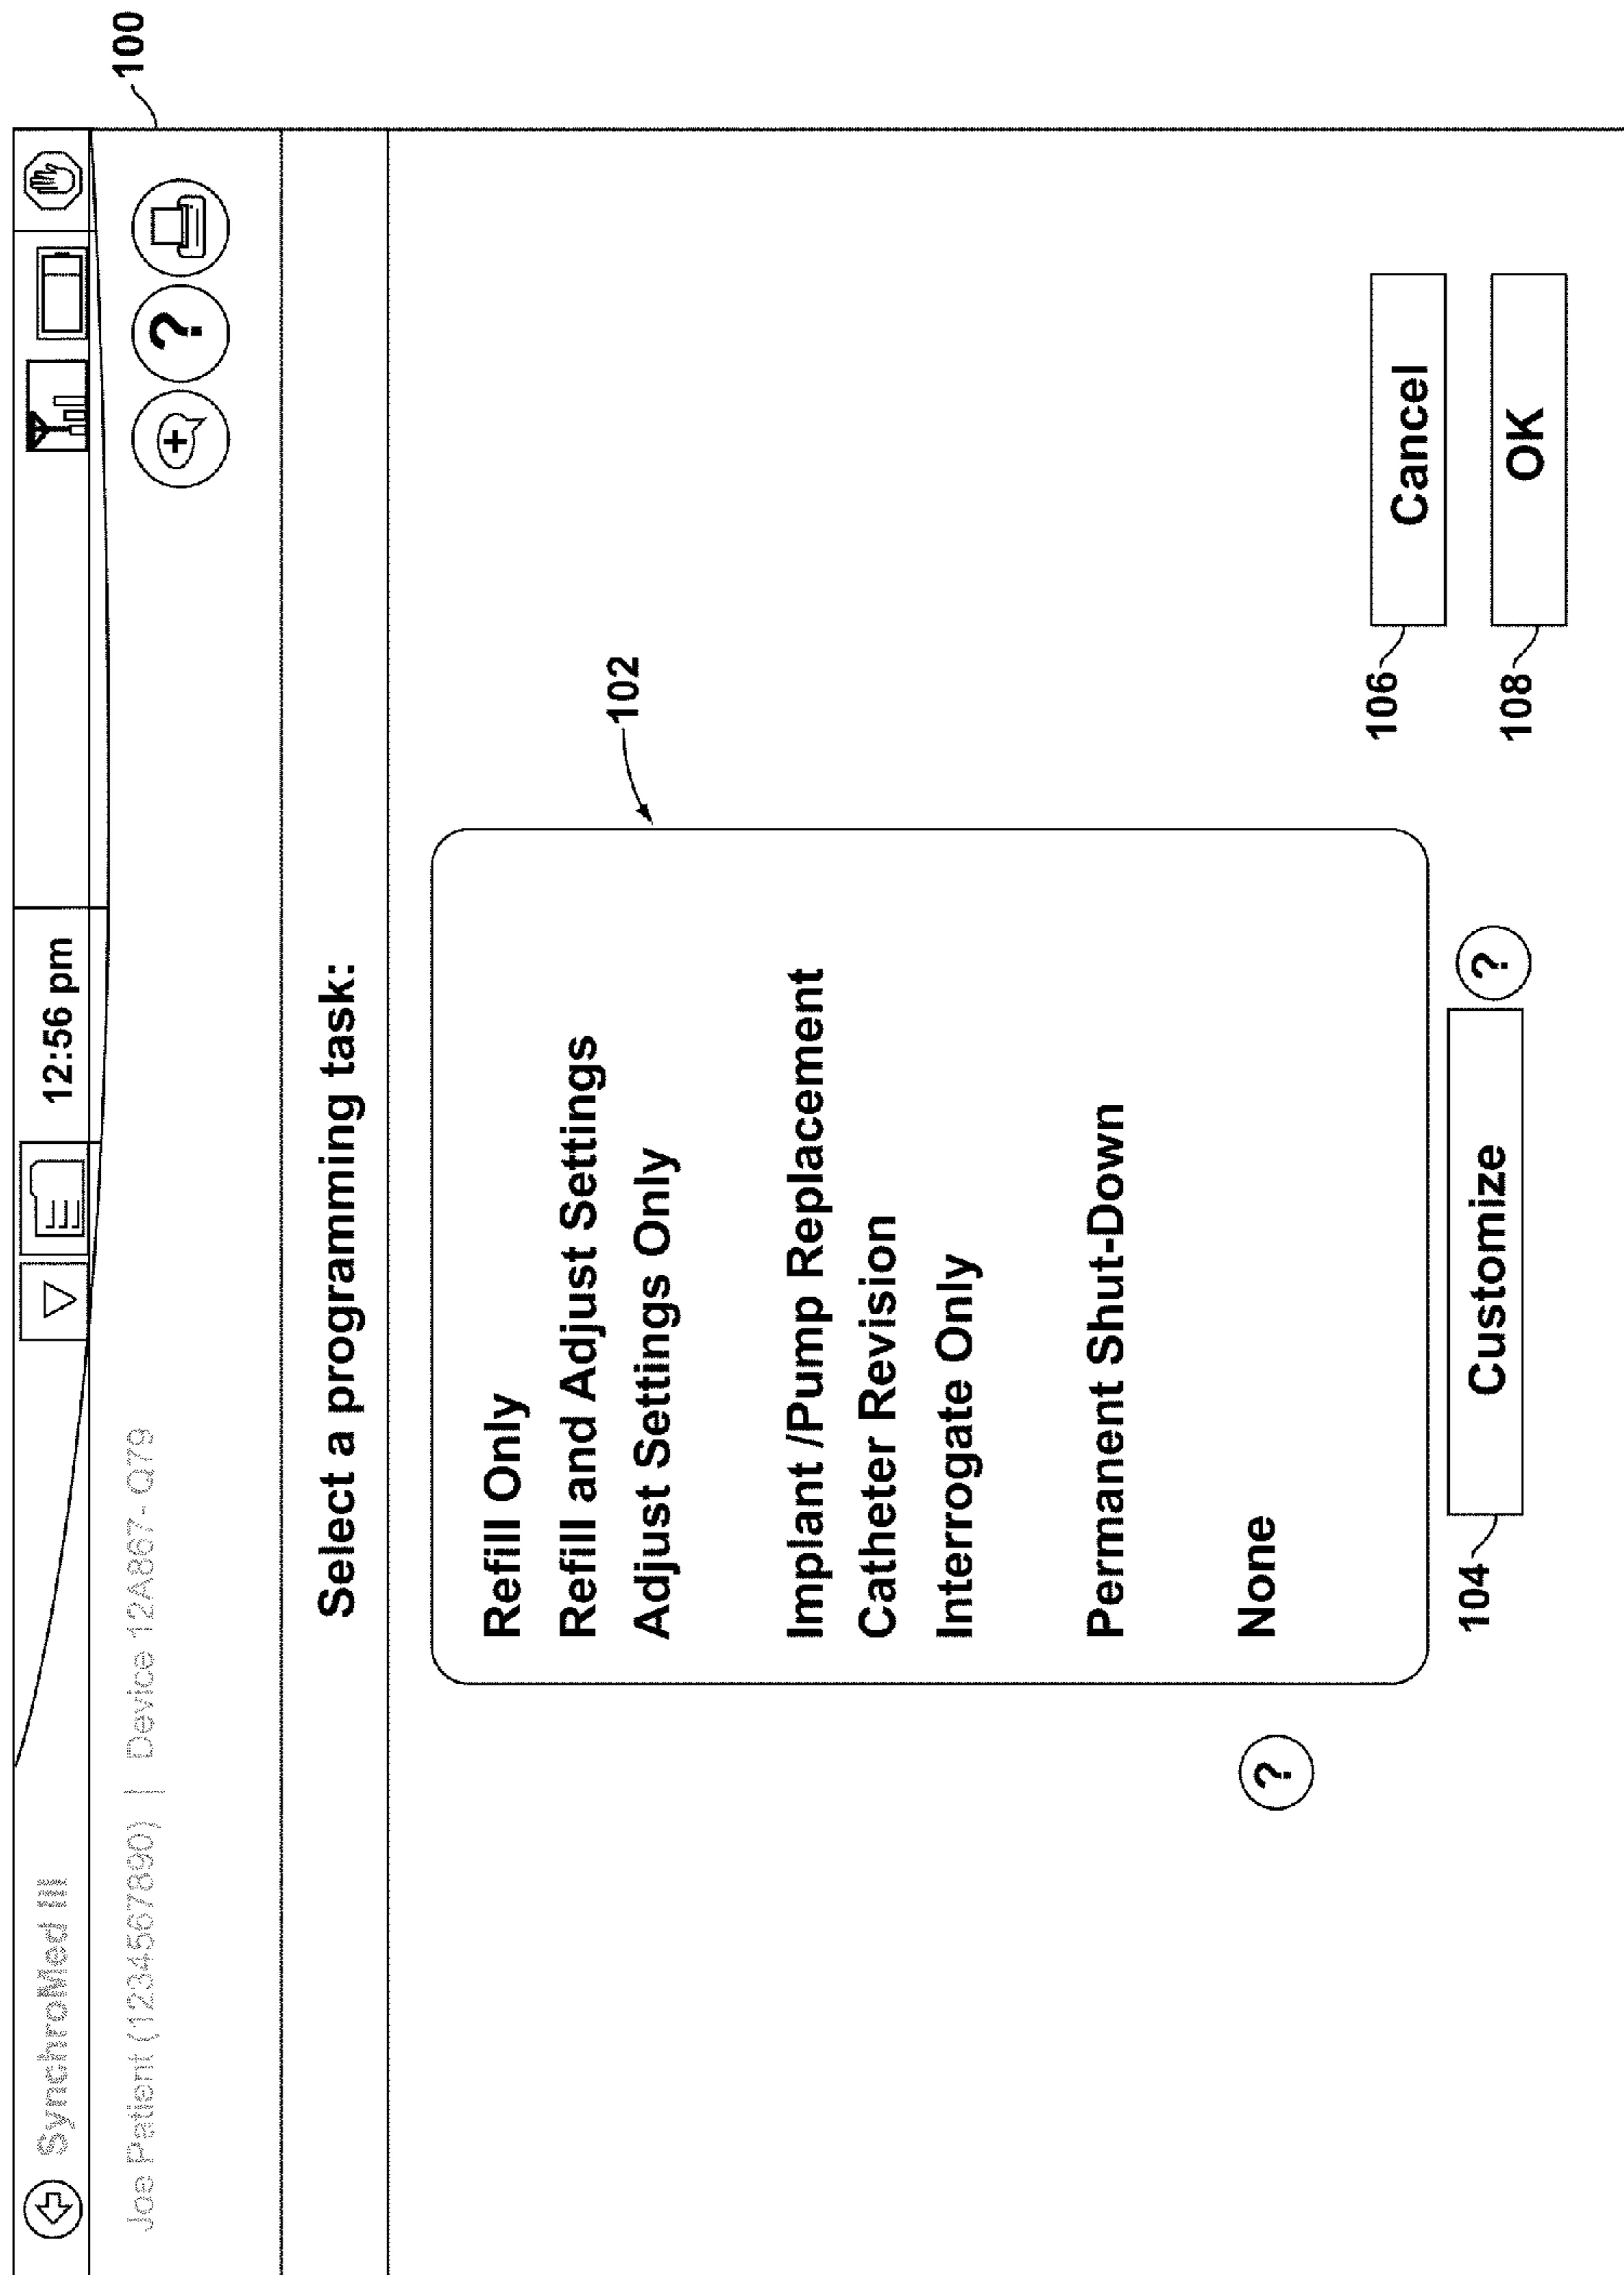 SynchroMed III
12:56 pm
100
Joe Patient (1234567890) | Device 12A867-Q79
?
Select a programming task:
102
Refill Only
Refill and Adjust Settings
Adjust Settings Only
Implant /Pump Replacement
Catheter Revision
Interrogate Only
Permanent Shut-Down
None
?
104
Customize
?
106
Cancel
108
OK